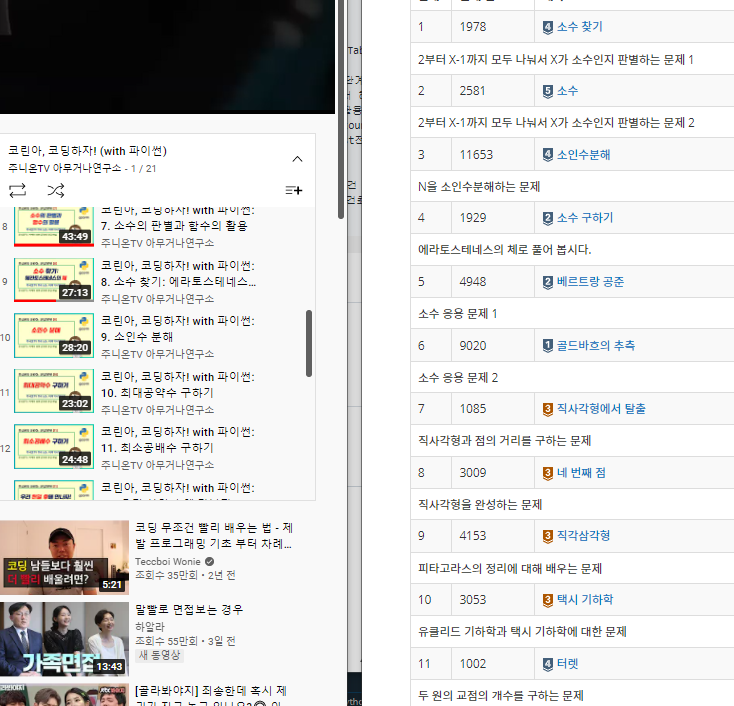 코린아, 코딩하자! (with 파이썬)
주니온TV 아무거나연구소 - 1 / 21
8
43:49
코린아, 코딩하자! with 파이썬:
7. 소수의 판별과 함수의 활용
주니온TV 아무거나연구소
9
소수 찾기:
27:13
코린아, 코딩하자! with 파이썬:
8. 소수 찾기: 에라토스테네스...
주니온TV 아무거나연구소
10
소인수 분해
28:20
코린아, 코딩하자! with 파이썬:
9. 소인수 분해
주니온TV 아무거나연구소
11
최대공약수 구하기
23:02
코린아, 코딩하자! with 파이썬:
10. 최대공약수 구하기
주니온TV 아무거나연구소
12
최소공배수 구하기
24:48
코린아, 코딩하자! with 파이썬:
11. 최소공배수 구하기
주니온TV 아무거나연구소
코린아, 코딩하자! with 파이썬:
코딩 남들보다 훨씬
더 빨리 배우려면?
5:21
코딩 무조건 빨리 배우는 법 - 제
발 프로그래밍 기초 부터 차례...
Tecoboi Wonie
조회수 35만회 • 2년 전
가족면접
13:43
말빨로 면접보는 경우
하알라
조회수 55만회 • 3일 전
새 동영상
[골라봐야지] 죄송한데 혹시 제
1 1978 4 소수 찾기
2부터 X-1까지 모두 나눠서 X가 소수인지 판별하는 문제 1
2 2581 5 소수
2부터 X-1까지 모두 나눠서 X가 소수인지 판별하는 문제 2
3 11653 4 소인수분해
N을 소인수분해하는 문제
4 1929 2 소수 구하기
에라토스테네스의 체로 풀어 봅시다.
5 4948 2 베르트랑 공준
소수 응용 문제 1
6 9020 1 골드바흐의 추측
소수 응용 문제 2
7 1085 3 직사각형에서 탈출
직사각형과 점의 거리를 구하는 문제
8 3009 3 네 번째 점
직사각형을 완성하는 문제
9 4153 3 직각삼각형
피타고라스의 정리에 대해 배우는 문제
10 3053 3 택시 기하학
유클리드 기하학과 택시 기하학에 대한 문제
11 1002 4 터렛
두 원의 교점의 개수를 구하는 문제